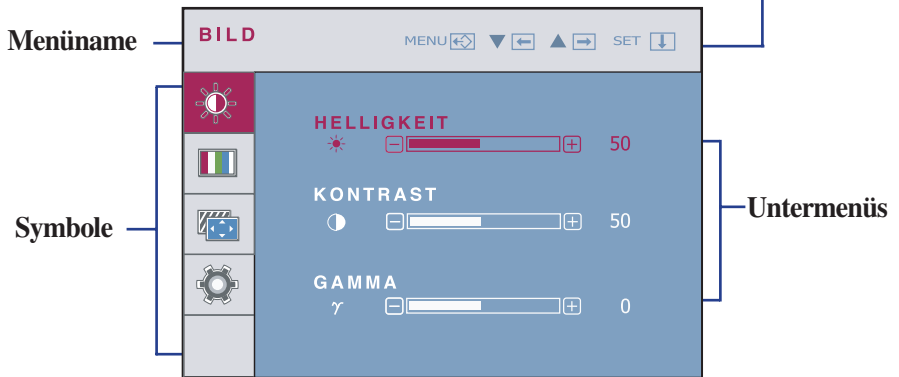 Menüname
BILD
MENU SET
HELLIGKEIT
50
KONTRAST
50
GAMMA
γ 0
Symbole
Untermenüs